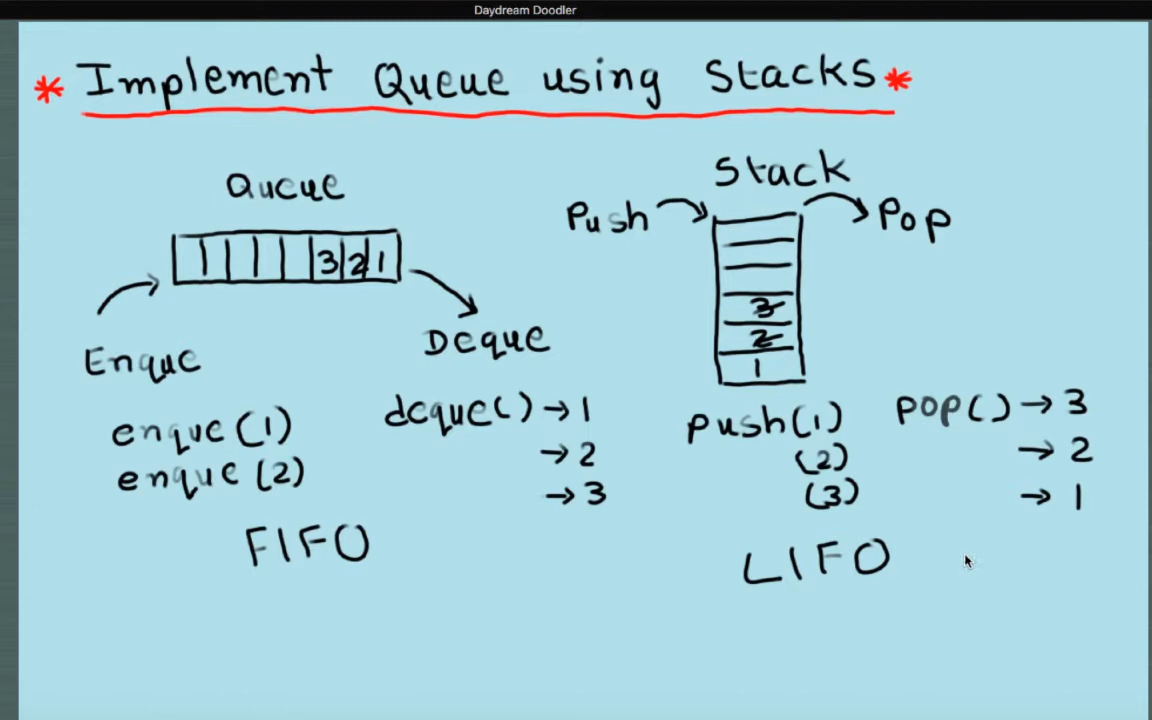 Daydream Doodler
* Implement Queue using Stacks *
Queue
3 2 1
Enque
Deque
enque (1)
enque (2)
deque() → 1
→ 2
→ 3
FIFO
Stack
Push
Pop
3
2
1
push(1)
(2)
(3)
pop() → 3
→ 2
→ 1
LIFO